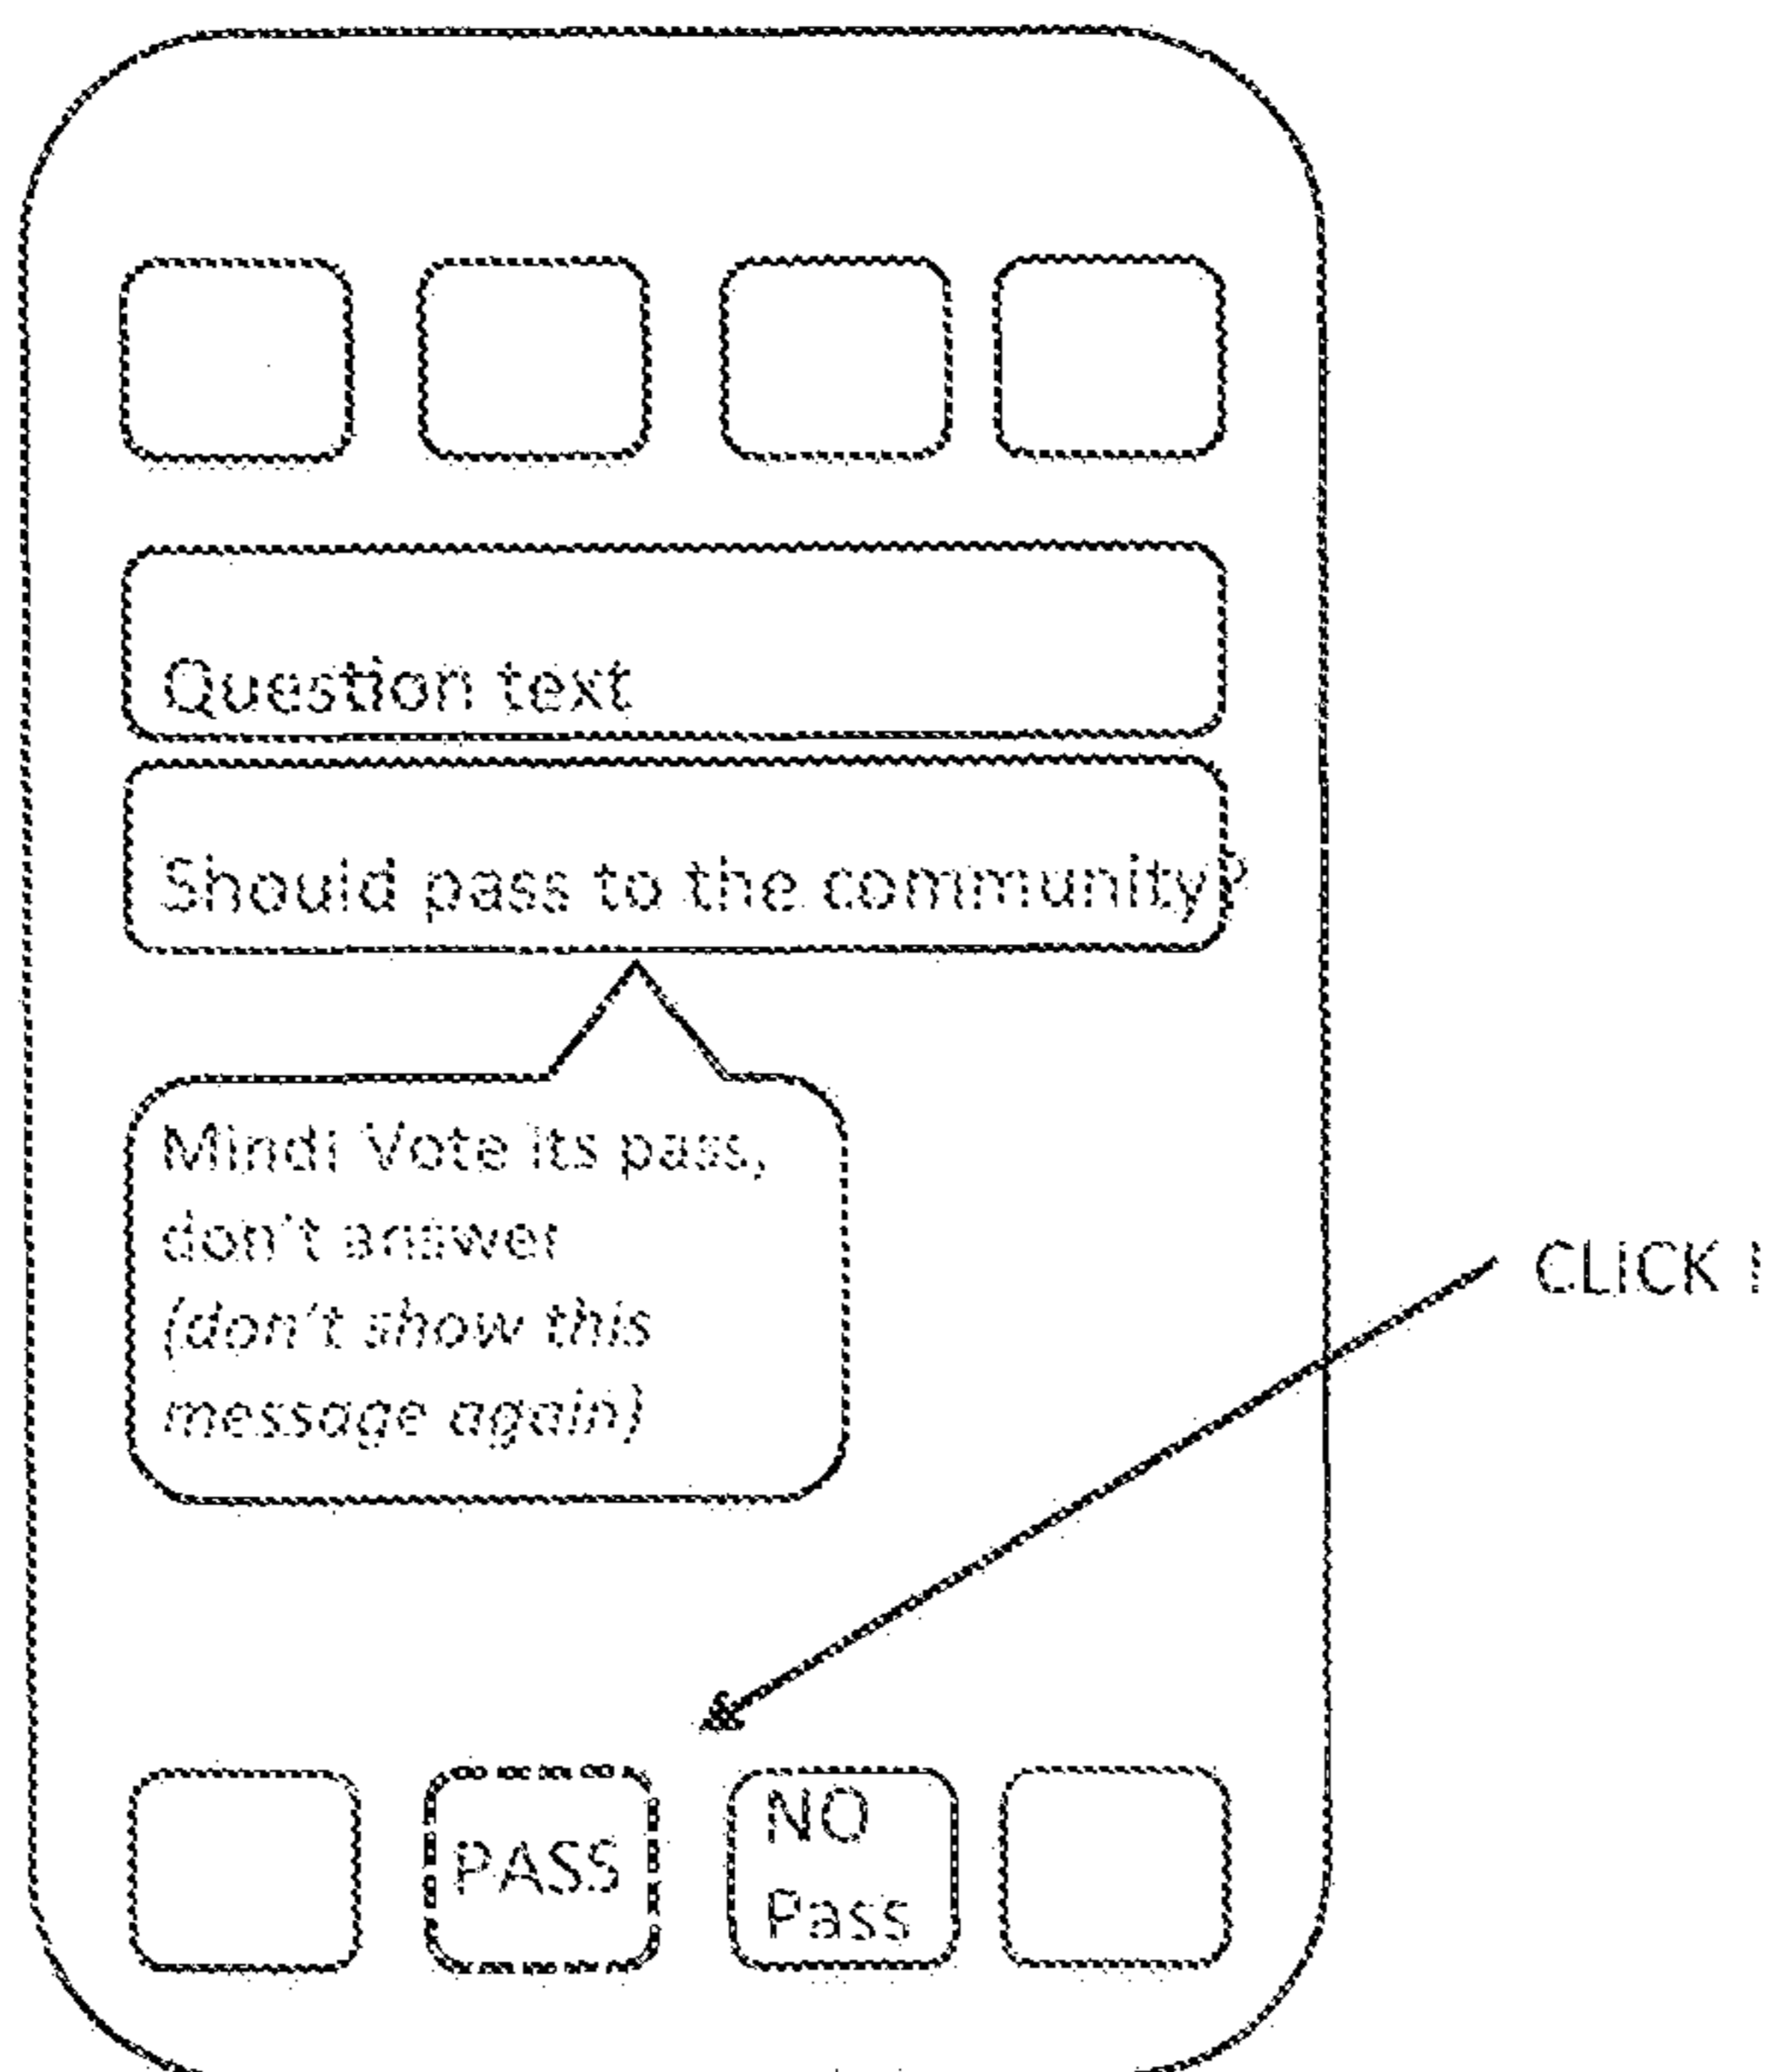 Question text
Should pass to the community?
Mindi Vote its pass,
don't answer
(don't show this
message again)
CLICK !
PASS
NO
Pass